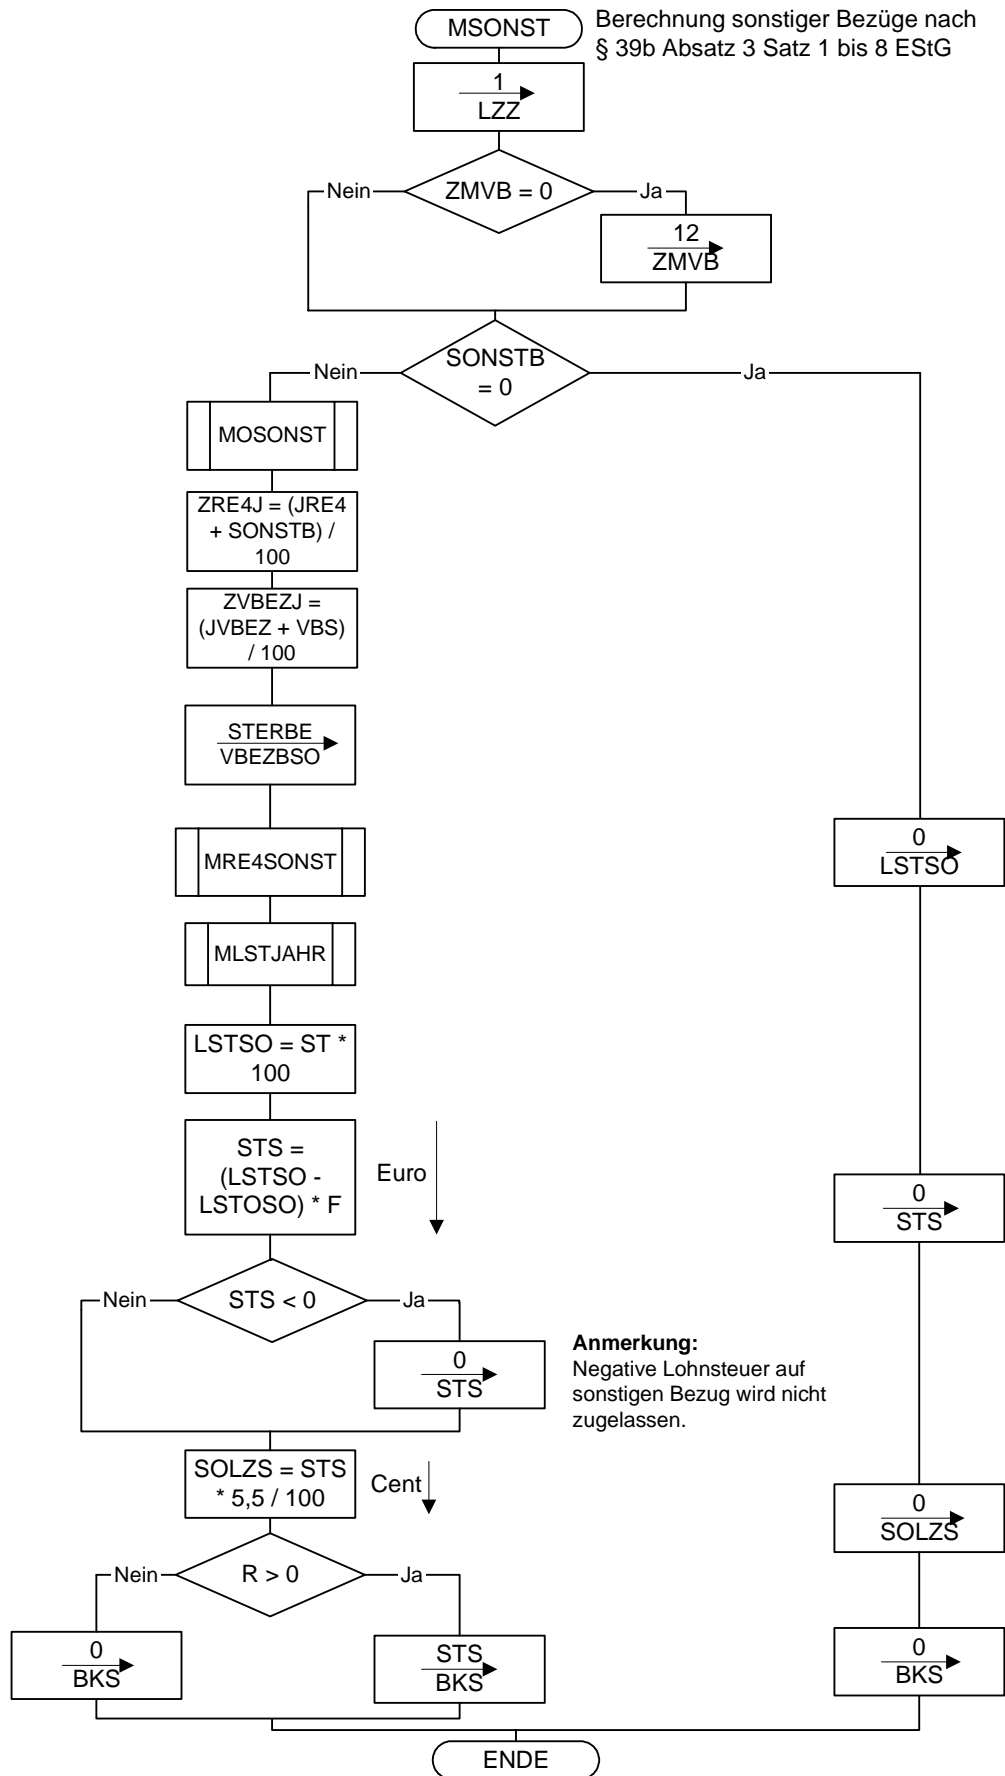 MSONST
Berechnung sonstiger Bezüge nach
§ 39b Absatz 3 Satz 1 bis 8 EStG
1
LZZ
Nein
ZMVB = 0
Ja
12
ZMVB
Nein
SONSTB
= 0
Ja
MOSONST
ZRE4J = (JRE4
+ SONSTB) /
100
ZVBEZJ =
(JVBEZ + VBS)
/ 100
STERBE
VBEZBSO
MRE4SONST
0
LSTSO
MLSTJAHR
LSTSO = ST *
100
STS =
(LSTSO -
LSTOSO) * F
Euro
0
STS
Nein
STS < 0
Ja
0
STS
Anmerkung:
Negative Lohnsteuer auf
sonstigen Bezug wird nicht
zugelassen.
SOLZS = STS
* 5,5 / 100
Cent
0
SOLZS
Nein
R > 0
Ja
0
BKS
STS
BKS
0
BKS
ENDE